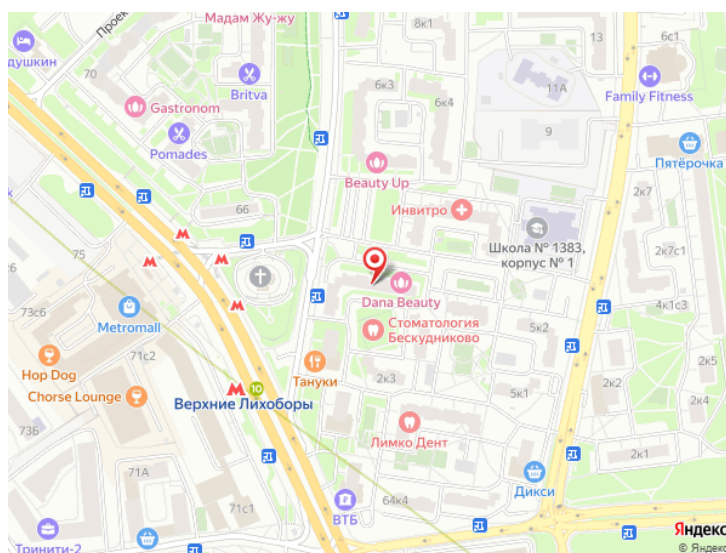 Мадам Жу-жу
8к1
13
6с1
Проек
душкин
70
Britva
6к3
11А
Family Fitness
6к4
Gastronom
9
Pomades
Пятёрочка
Beauty Up
2к7
Инвитро
66
Школа № 1383,
корпус № 1
2к7с1
75
Dana Beauty
73с6
4к1с3
Metromall
Стоматология
Бескудниково
5к2
71с2
Hop Dog
Тануки
2к3
2к2
Chorse Lounge
10
5к1
Верхние Лихоборы
2к1
73Б
Лимко Дент
71А
Дикси
64к4
71с1
ВТБ
Тринити-2
Яндекс
© Яндекс